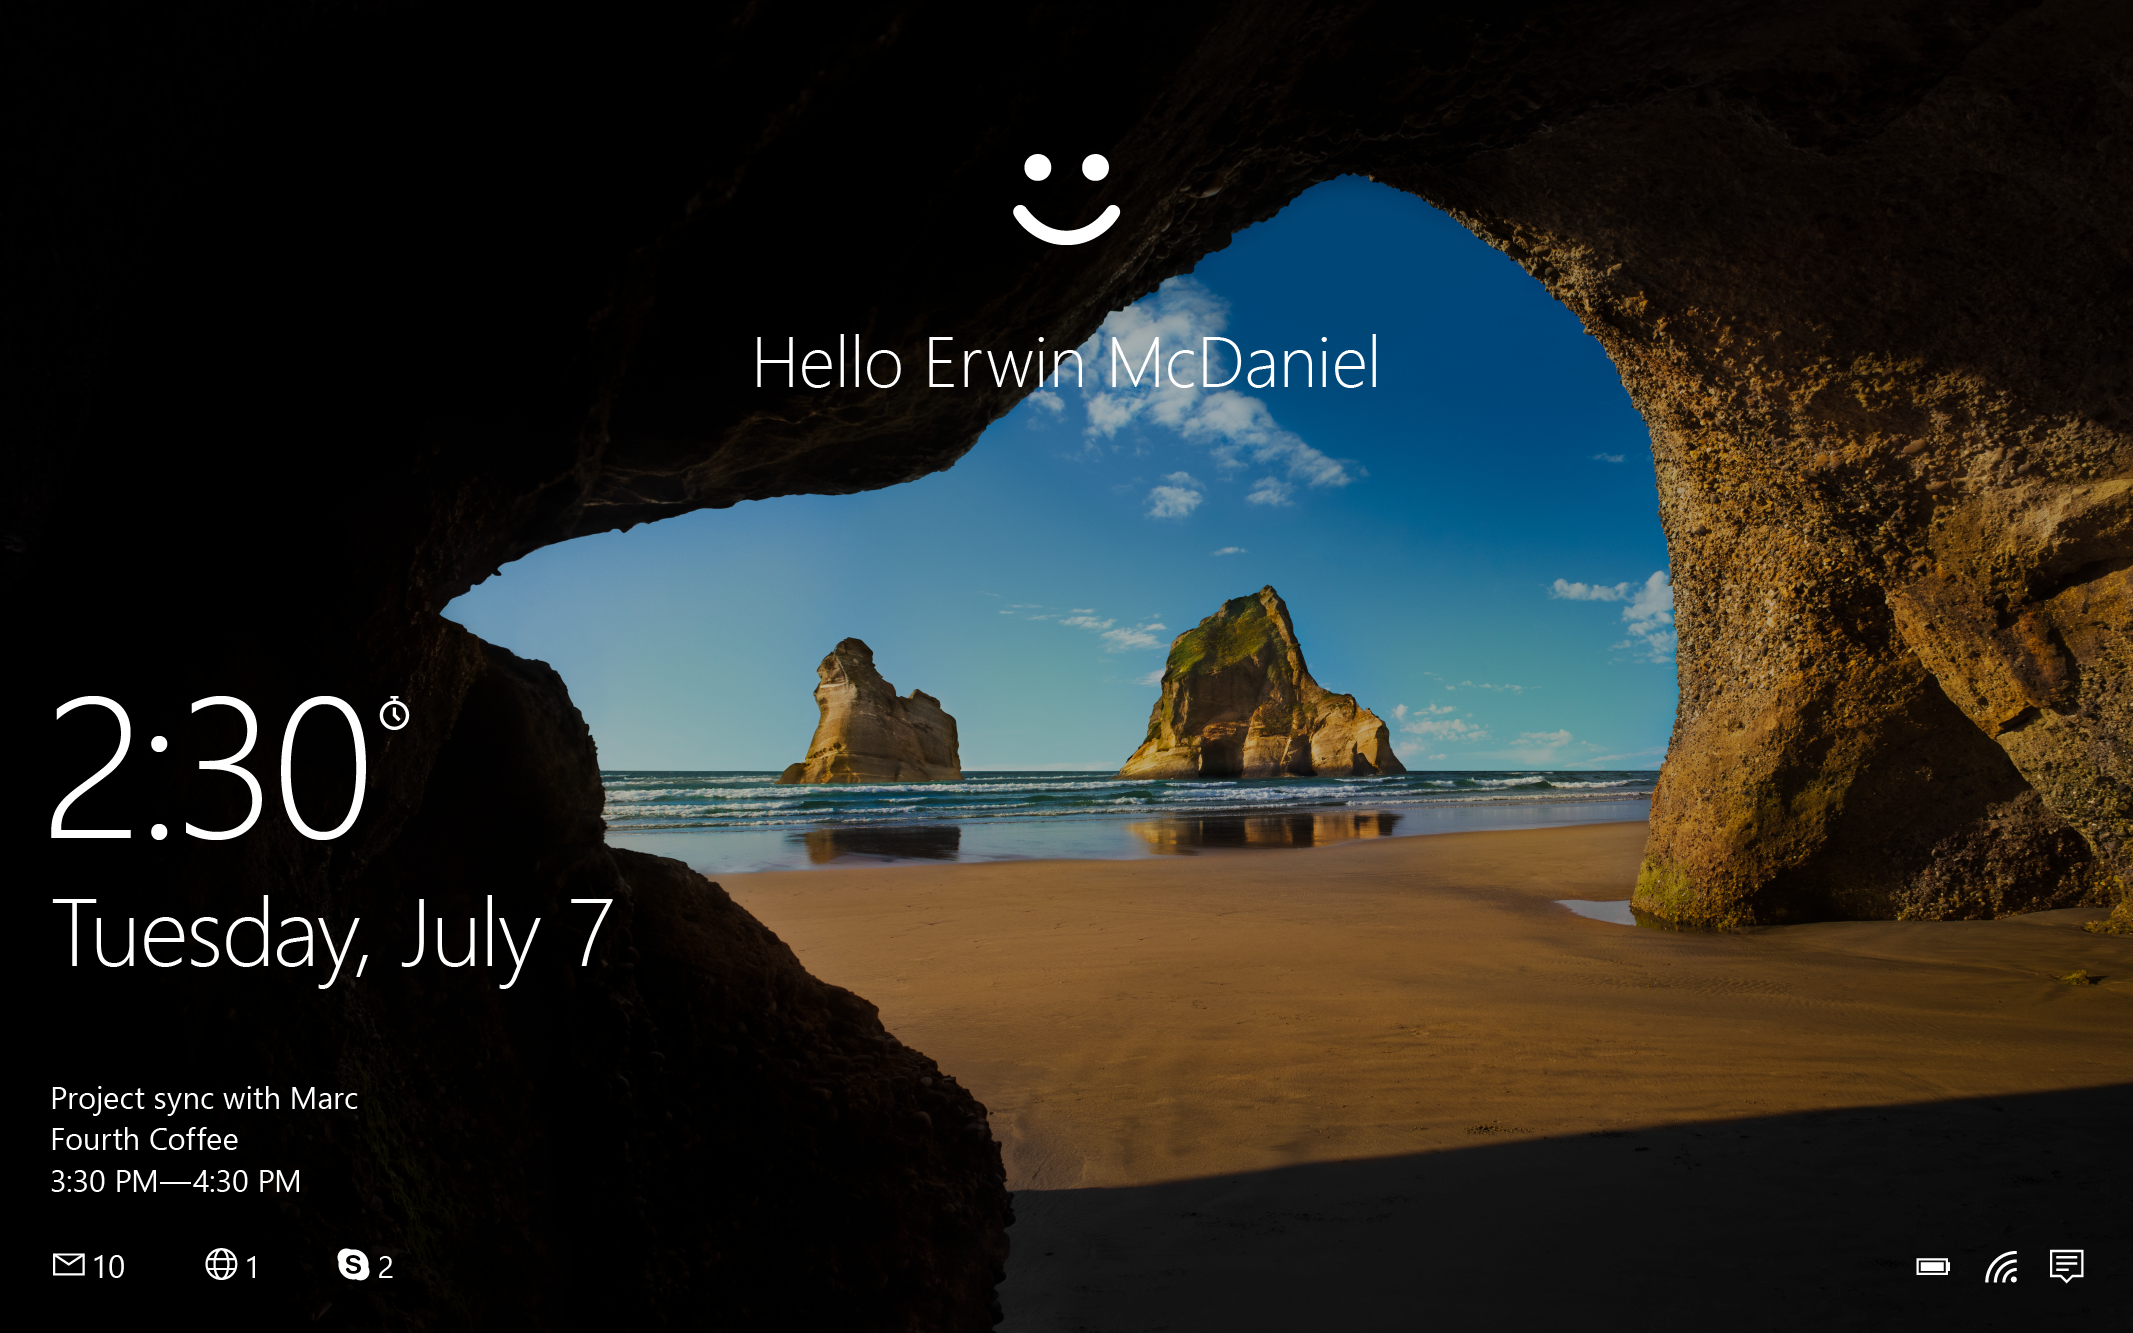 Hello Erwin McDaniel
2:30
Tuesday, July 7
Project sync with Marc
Fourth Coffee
3:30 PM—4:30 PM
10 1 S 2